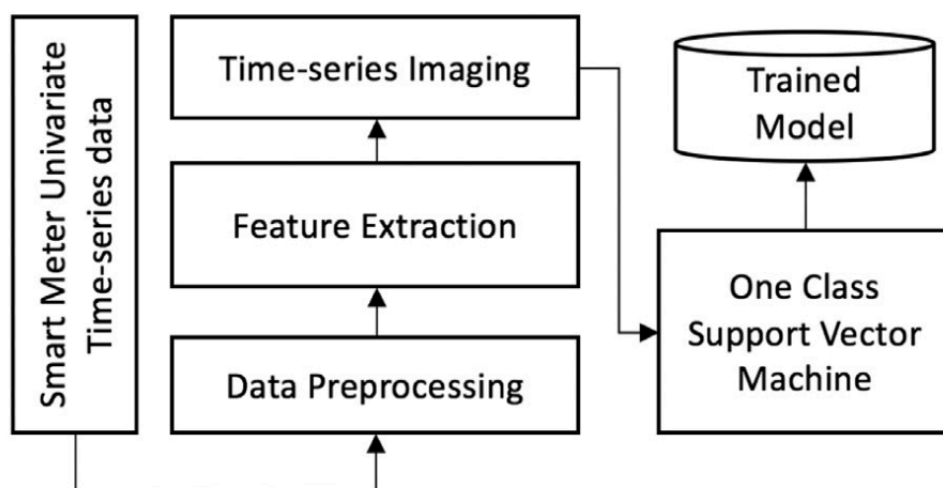 Smart Meter Univariate
Time-series data
Time-series Imaging
Feature Extraction
Data Preprocessing
Trained
Model
One Class
Support Vector
Machine